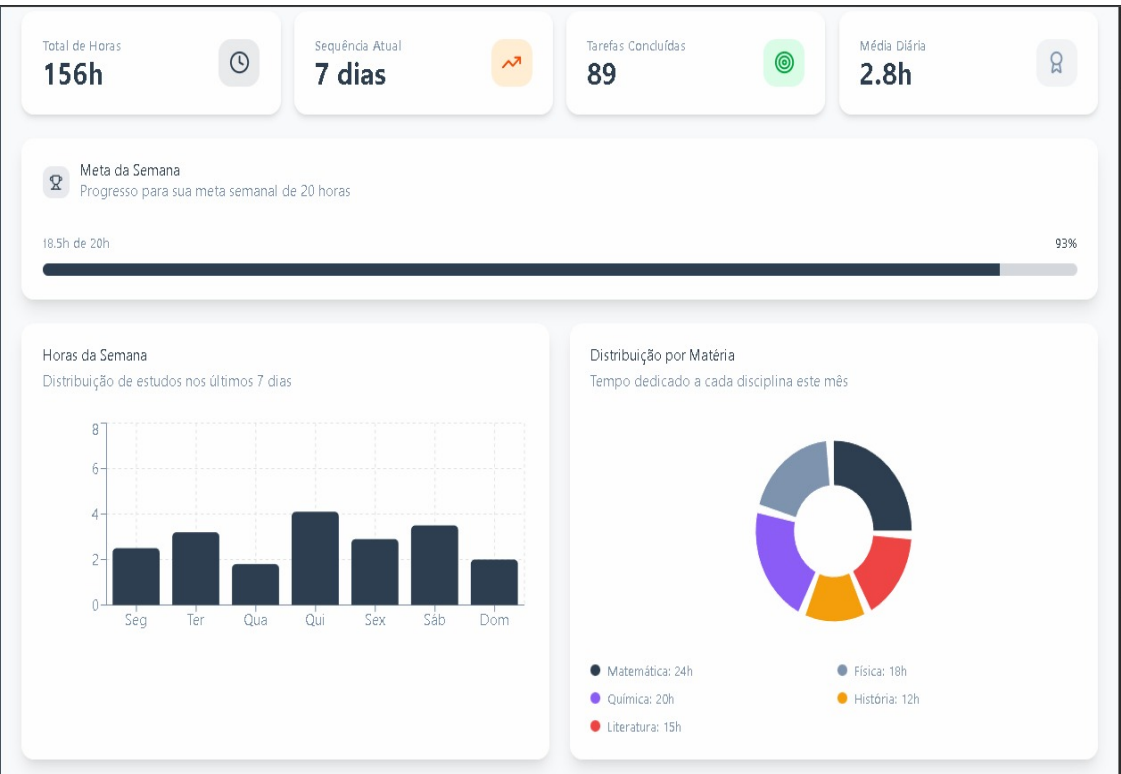 Total de Horas
156h
Sequência Atual
7 dias
Tarefas Concluídas
89
Média Diária
2.8h
Meta da Semana
Progresso para sua meta semanal de 20 horas
18.5h de 20h
93%
Horas da Semana
Distribuição de estudos nos últimos 7 dias
8
6
4
2
0
Seg Ter Qua Qui Sex Sáb Dom
Distribuição por Matéria
Tempo dedicado a cada disciplina este mês
Matemática: 24h
Física: 18h
Química: 20h
História: 12h
Literatura: 15h